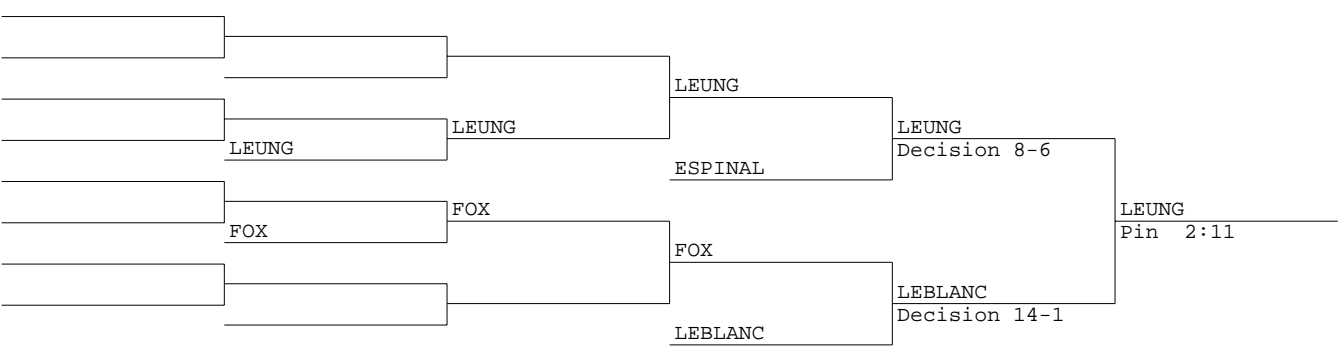 LEUNG
LEUNG
LEUNG
LEUNG
Decision 8-6
ESPINAL
FOX
FOX
LEUNG
Pin  2:11
FOX
LEBLANC
Decision 14-1
LEBLANC